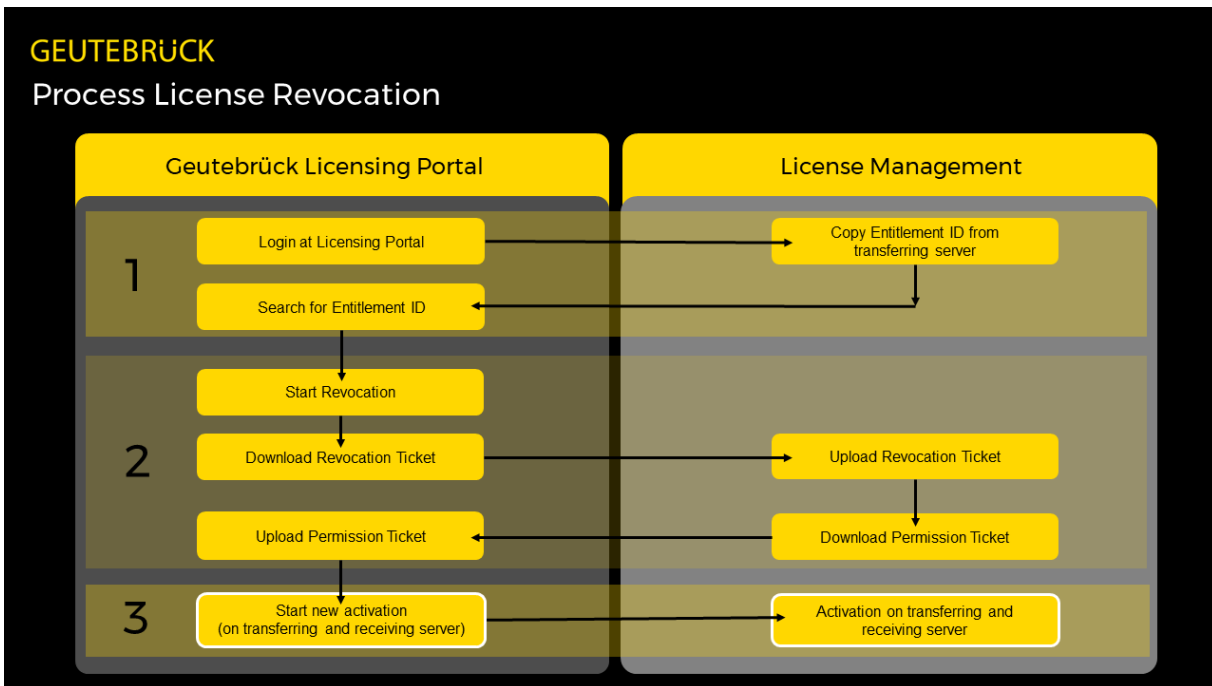 GEUTEBRÜCK
Process License Revocation
Geutebrück Licensing Portal
License Management
1
Login at Licensing Portal
Copy Entitlement ID from
transferring server
Search for Entitlement ID
2
Start Revocation
Download Revocation Ticket
Upload Revocation Ticket
Upload Permission Ticket
Download Permission Ticket
3
Start new activation
(on transferring and receiving server)
Activation on transferring and
receiving server